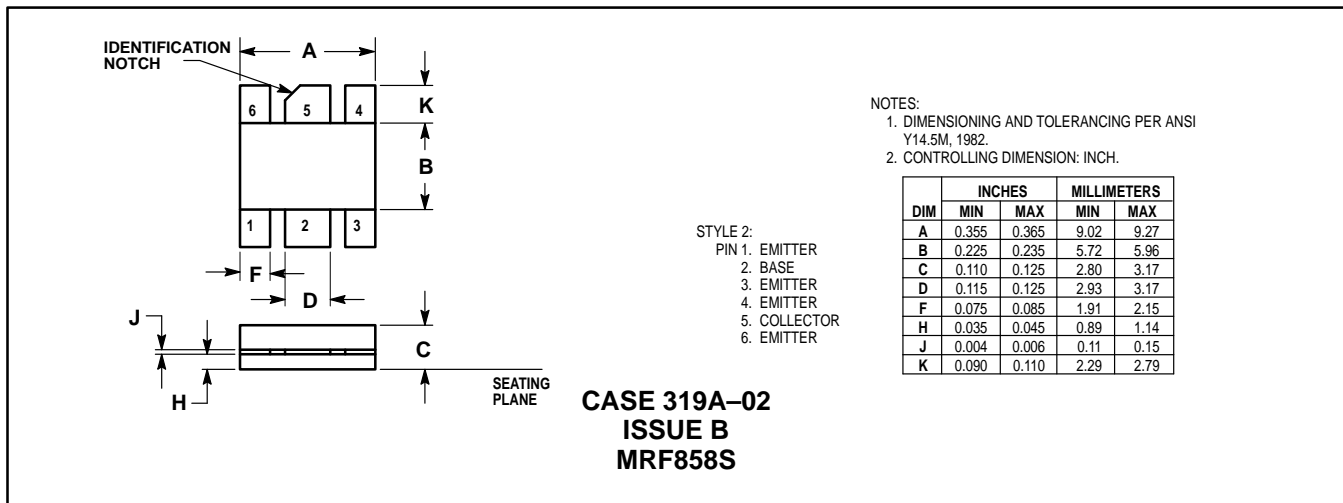 IDENTIFICATION
NOTCH
A
6
5
4
K
B
1
2
3
F
D
J
C
H
SEATING
PLANE
STYLE 2:
PIN 1. EMITTER
2. BASE
3. EMITTER
4. EMITTER
5. COLLECTOR
6. EMITTER
NOTES:
1. DIMENSIONING AND TOLERANCING PER ANSI
Y14.5M, 1982.
2. CONTROLLING DIMENSION: INCH.
INCHES MILLIMETERS
DIM MIN MAX MIN MAX
A 0.355 0.365 9.02 9.27
B 0.225 0.235 5.72 5.96
C 0.110 0.125 2.80 3.17
D 0.115 0.125 2.93 3.17
F 0.075 0.085 1.91 2.15
H 0.035 0.045 0.89 1.14
J 0.004 0.006 0.11 0.15
K 0.090 0.110 2.29 2.79
CASE 319A–02
ISSUE B
MRF858S